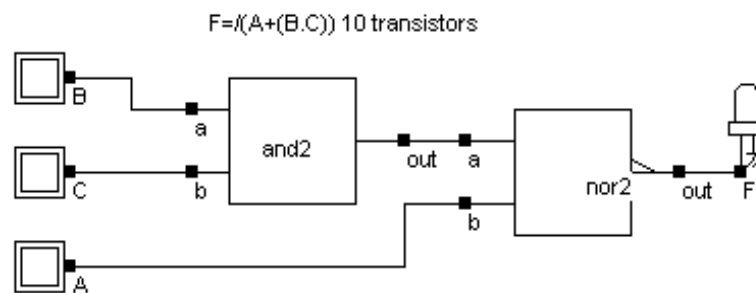 F=/(A+(B.C)) 10 transistors
B
a
and2
out
a
C
b
nor2
out
F
b
A